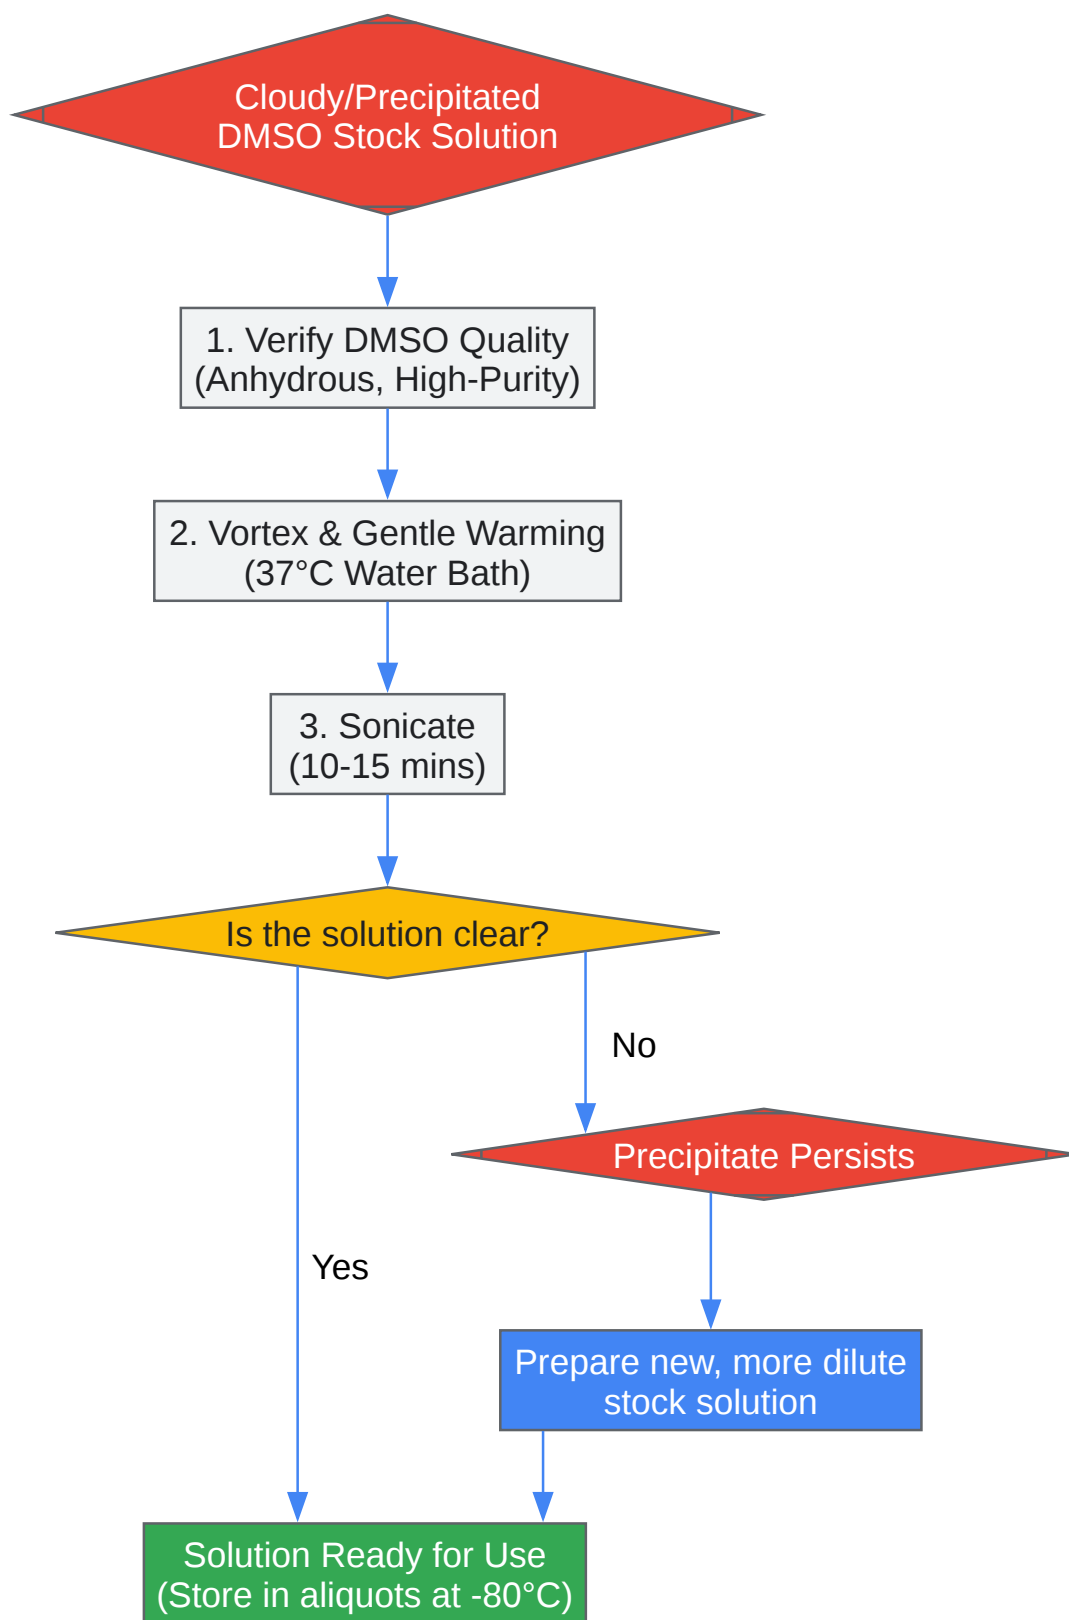 Cloudy/Precipitated
DMSO Stock Solution
1. Verify DMSO Quality
(Anhydrous, High-Purity)
2. Vortex & Gentle Warming
(37°C Water Bath)
3. Sonicate
(10-15 mins)
Is the solution clear?
No
Precipitate Persists
Yes
Prepare new, more dilute
stock solution
Solution Ready for Use
(Store in aliquots at -80°C)